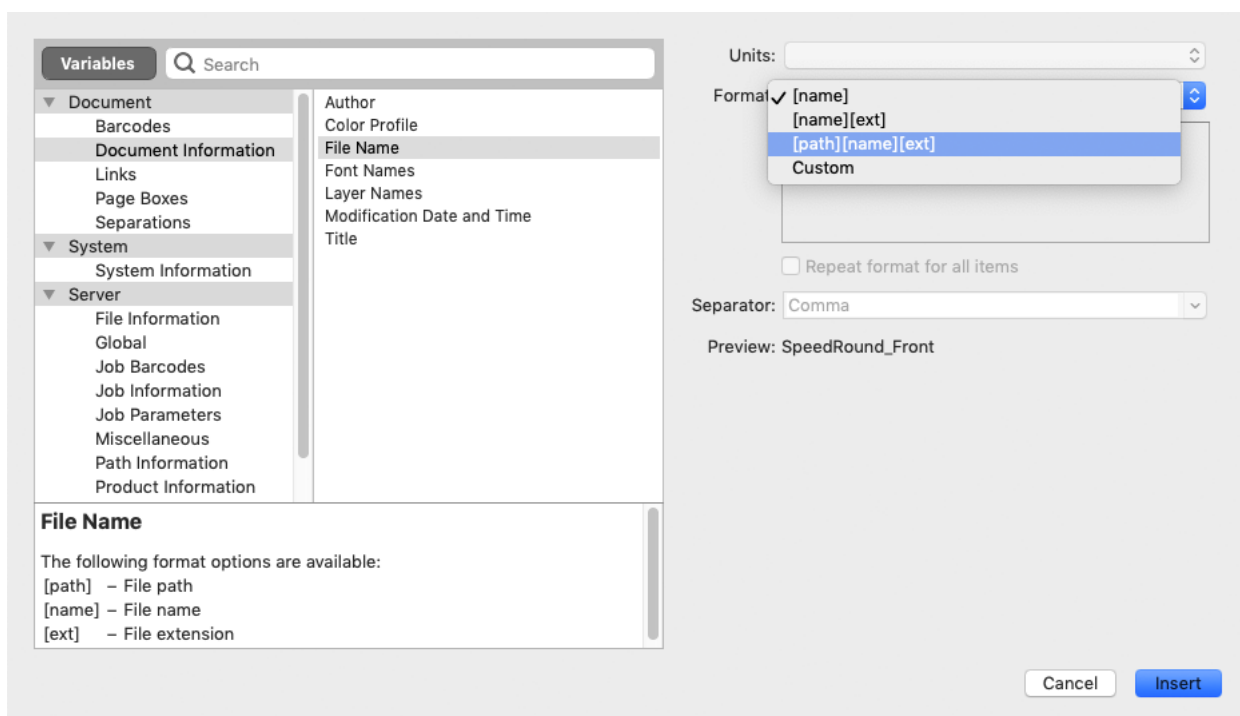 Variables
Search
Document
Barcodes
Document Information
Links
Page Boxes
Separations
System
System Information
Server
File Information
Global
Job Barcodes
Job Information
Job Parameters
Miscellaneous
Path Information
Product Information
Author
Color Profile
File Name
Font Names
Layer Names
Modification Date and Time
Title
File Name
The following format options are available:
[path] – File path
[name] – File name
[ext] – File extension
Units:
Format
✓ [name]
[name][ext]
[path][name][ext]
Custom
Repeat format for all items
Separator: Comma
Preview: SpeedRound_Front
Cancel
Insert